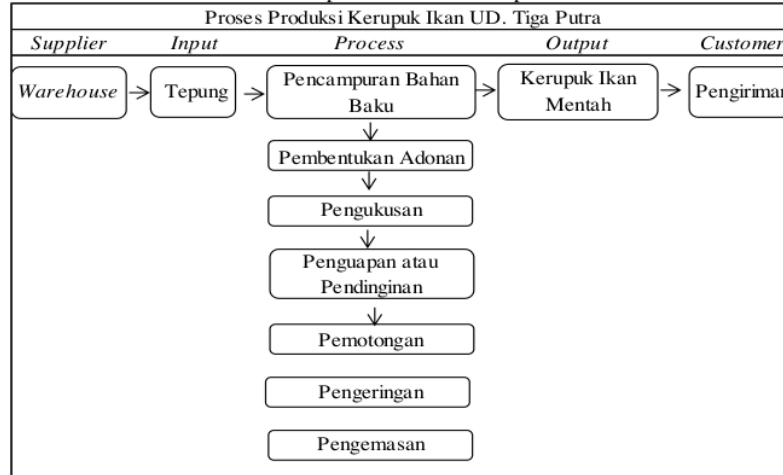 Proses Produksi Kerupuk Ikan UD. Tiga Putra
Supplier Input Process Output Customer
Warehouse Tepung Pencampuran Bahan Baku Kerupuk Ikan Mentah Pengiriman
Pembentukan Adonan
Pengukusan
Penguapan atau
Pendinginan
Pemotongan
Pengeringan
Pengemasan